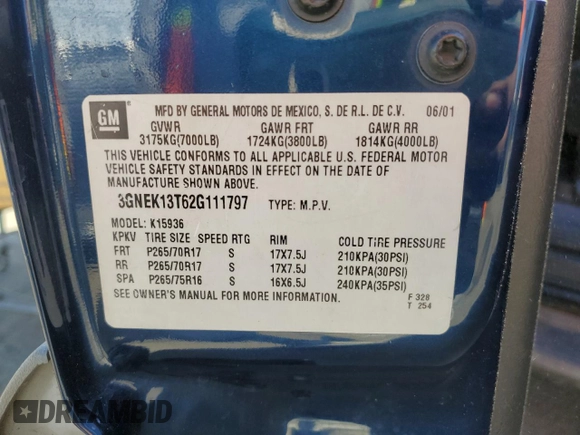 GM
MFD BY GENERAL MOTORS DE MEXICO, S. DE R.L. DE C.V. 06/01
GVWR GAWR FRT GAWR RR
3175KG(7000LB) 1724KG(3800LB) 1814KG(4000LB)
THIS VEHICLE CONFORMS TO ALL APPLICABLE U.S. FEDERAL MOTOR
VEHICLE SAFETY STANDARDS IN EFFECT ON THE DATE OF MANUFACTURE
SHOWN ABOVE.
3GNEK13T62G111797 TYPE: M.P.V.
MODEL: K15936
KPKV TIRE SIZE SPEED RTG RIM COLD TIRE PRESSURE
FRT P265/70R17 S 17X7.5J 210KPA(30PSI)
RR P265/70R17 S 17X7.5J 210KPA(30PSI)
SPA P265/75R16 S 16X6.5J 240KPA(35PSI)
SEE OWNER'S MANUAL FOR MORE INFORMATION.
F 328
T 254
DREAMBID